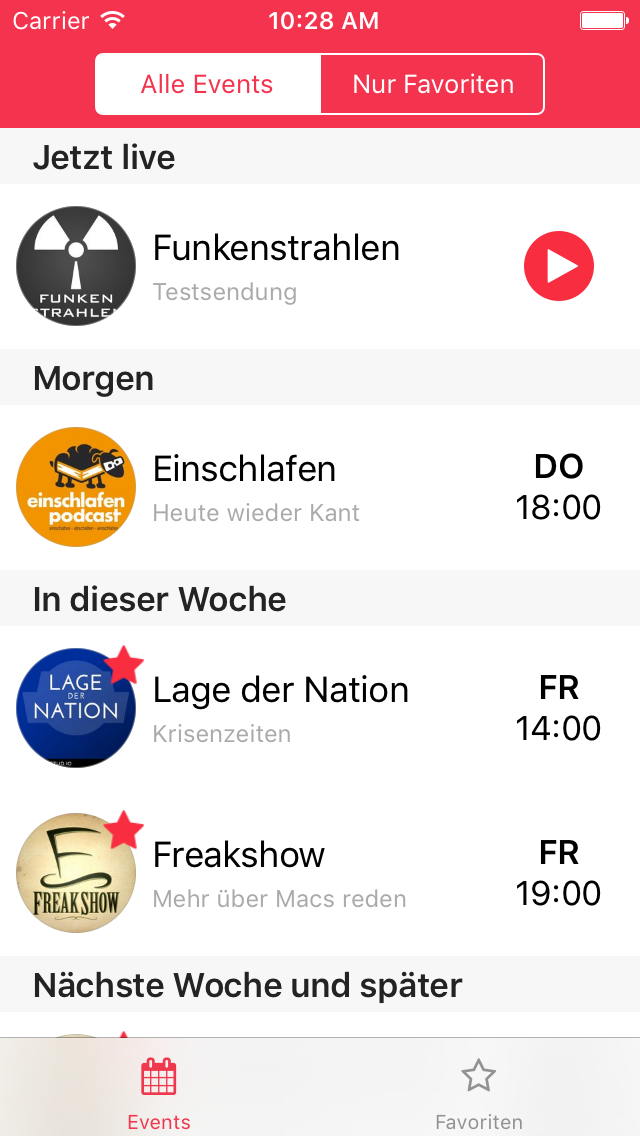 Carrier 10:28 AM
Alle Events Nur Favoriten
Jetzt live
FUNKEN
STRAHLEN
Funkenstrahlen
Testsendung
Morgen
einschlafen
podcast
Einschlafen
Heute wieder Kant
DO
18:00
In dieser Woche
LAGE
DER
NATION
Lage der Nation
Krisenzeiten
FR
14:00
FREAK SHOW
Freakshow
Mehr über Macs reden
FR
19:00
Nächste Woche und später
Events Favoriten